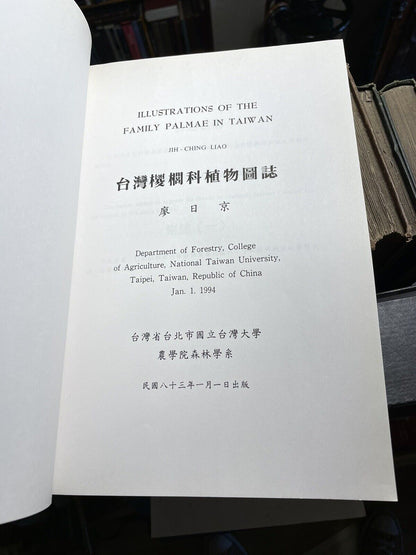 ILLUSTRATIONS OF THE
FAMILY PALMAE IN TAIWAN
JIH - CHING LIAO
台灣椶櫚科植物圖誌
廖日京
Department of Forestry, College
of Agriculture, National Taiwan University,
Taipei, Taiwan, Republic of China
Jan. 1. 1994
台灣省台北市國立台灣大學
農學院森林學系
民國八十三年一月一日出版